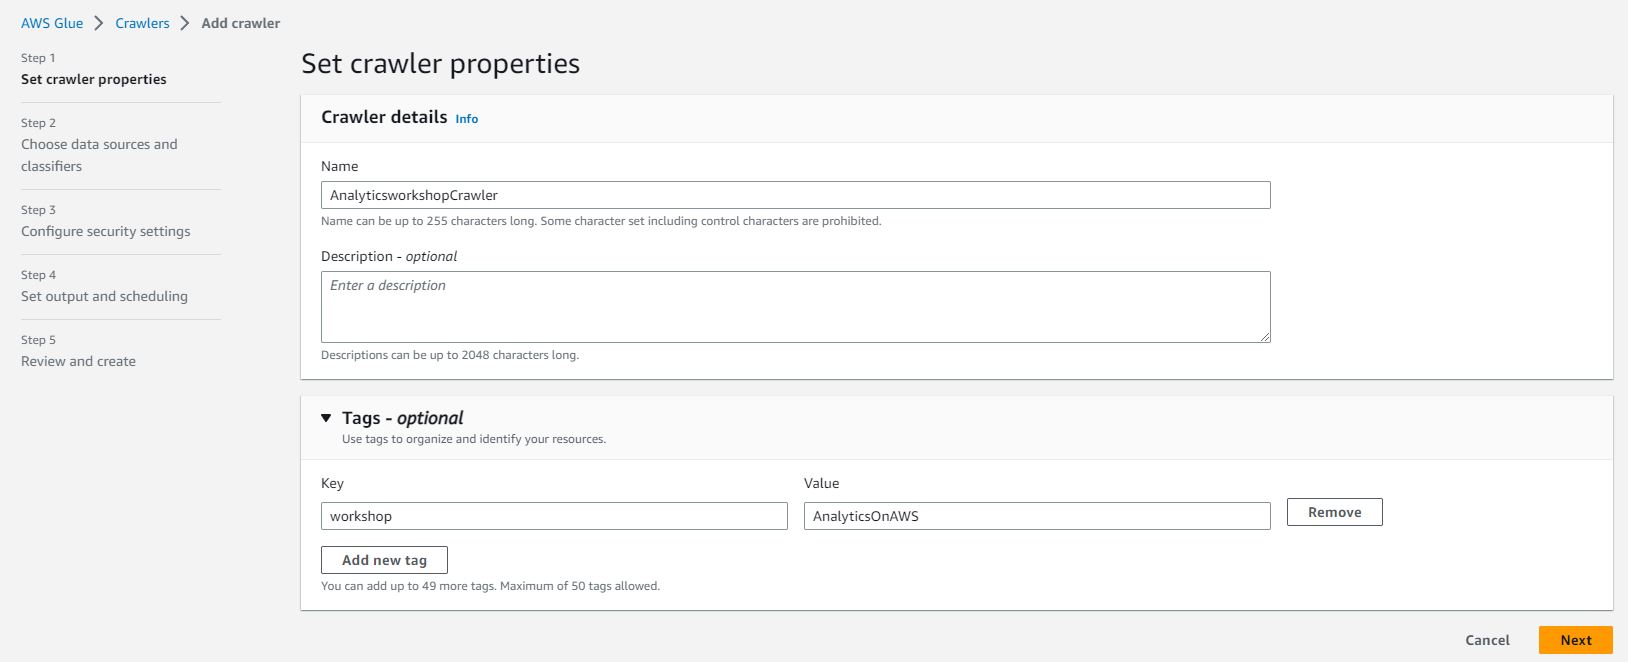 AWS Glue > Crawlers > Add crawler
Step 1
Set crawler properties
Step 2
Choose data sources and
classifiers
Step 3
Configure security settings
Step 4
Set output and scheduling
Step 5
Review and create
Set crawler properties
Crawler details Info
Name
AnalyticsworkshopCrawler
Name can be up to 255 characters long. Some character set including control characters are prohibited.
Description - optional
Enter a description
Descriptions can be up to 2048 characters long.
Tags - optional
Use tags to organize and identify your resources.
Key Value
workshop AnalyticsOnAWS Remove
Add new tag
You can add up to 49 more tags. Maximum of 50 tags allowed.
Cancel Next